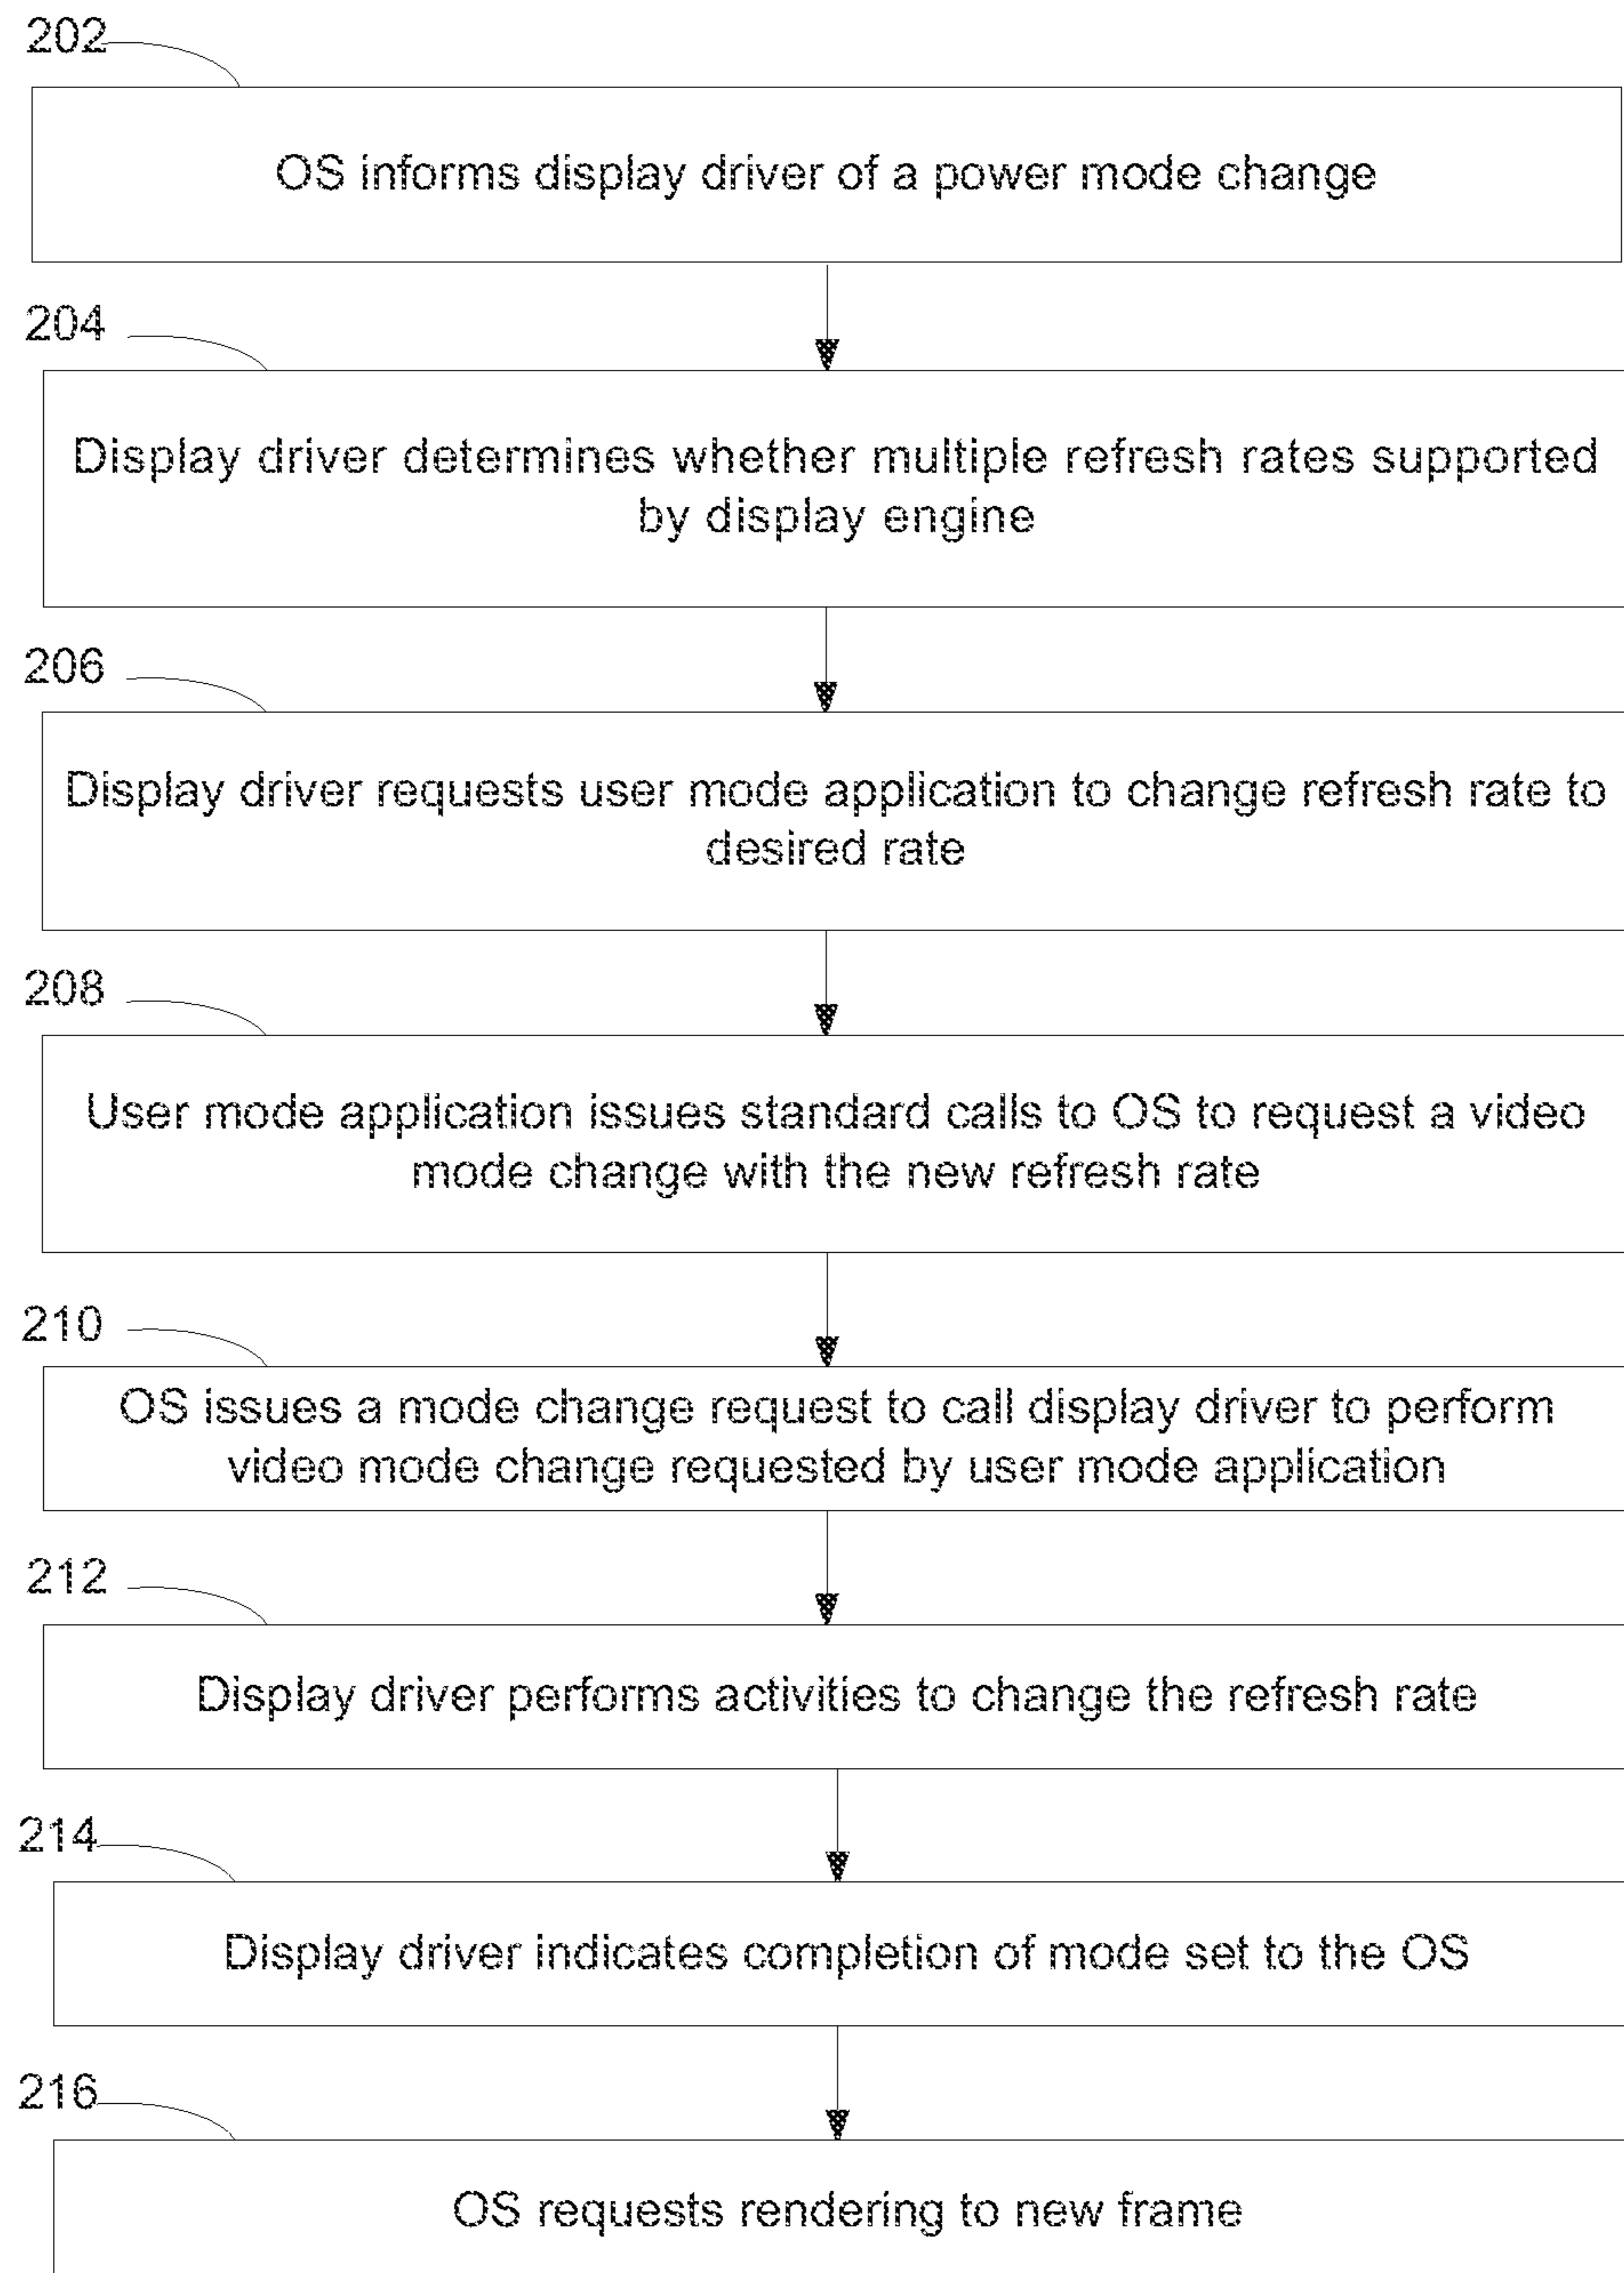 202
OS informs display driver of a power mode change
204
Display driver determines whether multiple refresh rates supported
by display engine
206
Display driver requests user mode application to change refresh rate to
desired rate
208
User mode application issues standard calls to OS to request a video
mode change with the new refresh rate
210
OS issues a mode change request to call display driver to perform
video mode change requested by user mode application
212
Display driver performs activities to change the refresh rate
214
Display driver indicates completion of mode set to the OS
216
OS requests rendering to new frame